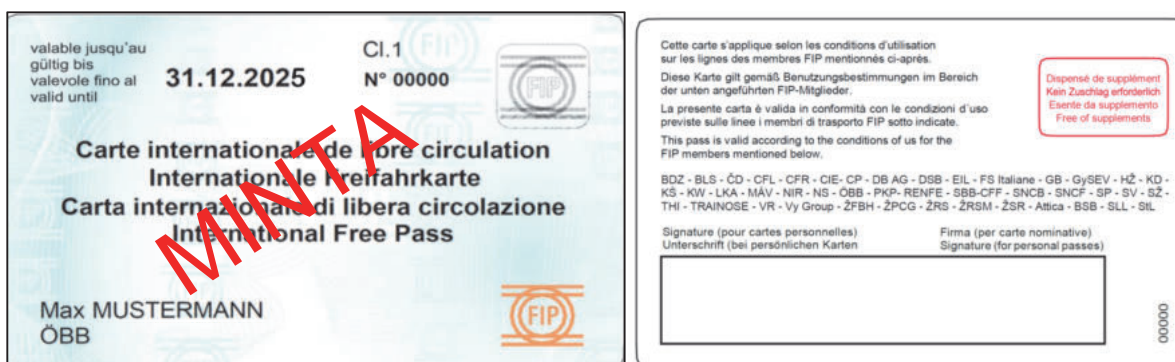 valable jusqu'au
gültig bis
valevole fino al
valid until
31.12.2025
Cl.1
N° 00000
FIP
FIP
Carte internationale de libre circulation
Internationale Freifahrkarte
Carta internazionale di libera circolazione
International Free Pass
MINTA
Max MUSTERMANN
ÖBB
FIP
Cette carte s'applique selon les conditions d'utilisation
sur les lignes des membres FIP mentionnés ci-après.
Diese Karte gilt gemäß Benutzungsbestimmungen im Bereich
der unten angeführten FIP-Mitglieder.
La presente carta è valida in conformità con le condizioni d'uso
previste sulle linee i membri di trasporto FIP sotto indicate.
This pass is valid according to the conditions of us for the
FIP members mentioned below.
Dispensé de supplément
Kein Zuschlag erforderlich
Esente da supplemento
Free of supplements
BDZ - BLS - ČD - CFL - CFR - CIE- CP - DB AG - DSB - EIL - FS Italiane - GB - GySEV - HŽ - KD -
KŠ - KW - LKA - MÁV - NIR - NS - ÖBB - PKP- RENFE - SBB-CFF - SNCB - SNCF - SP - SV - SŽ -
THI - TRAINOSE - VR - Vy Group - ŽFBH - ŽPCG - ŽRS - ŽRSM - ŽSR - Attica - BSB - SLL - StL
Signature (pour cartes personnelles)
Unterschrift (bei persönlichen Karten
Firma (per carte nominative)
Signature (for personal passes)
00000